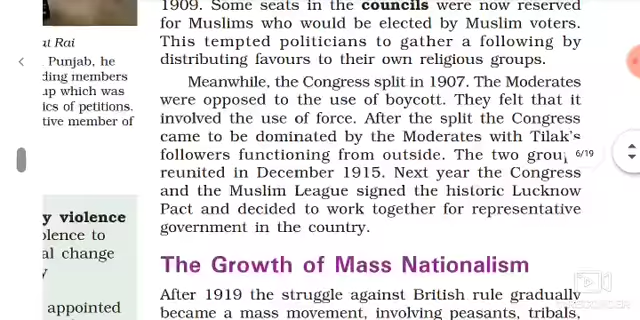 1909. Some seats in the councils were now reserved
for Muslims who would be elected by Muslim voters.
This tempted politicians to gather a following by
distributing favours to their own religious groups.
Meanwhile, the Congress split in 1907. The Moderates
were opposed to the use of boycott. They felt that it
involved the use of force. After the split the Congress
came to be dominated by the Moderates with Tilak's
followers functioning from outside. The two
reunited in December 1915. Next year the Congress
and the Muslim League signed the historic Lucknow
Pact and decided to work together for representative
government in the country.
The Growth of Mass Nationalism
After 1919 the struggle against British rule gradually
became a mass movement, involving peasants, tribals,
at Rai
Punjab, he
ding members
up which was
ics of petitions.
tive member of
y violence
olence to
al change
y
appointed
6/19